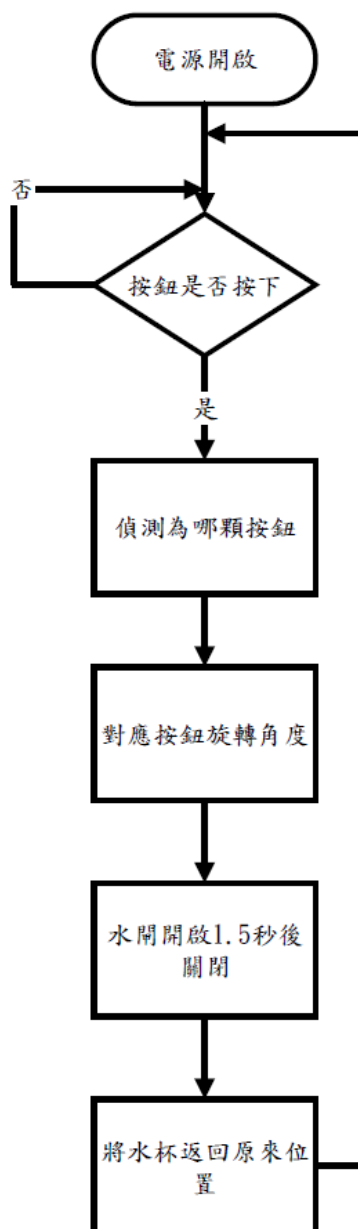 電源開啟
否
按鈕是否按下
是
偵測為哪顆按鈕
對應按鈕旋轉角度
水閘開啟1.5秒後
關閉
將水杯返回原來位
置